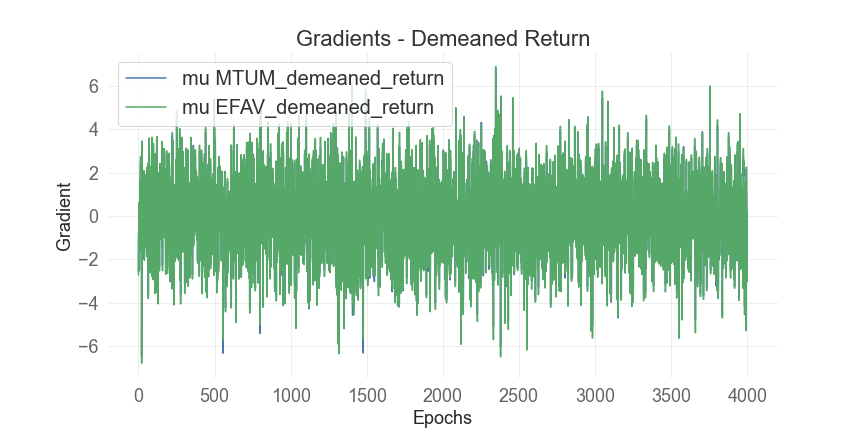 Gradients - Demeaned Return
mu MTUM_demeaned_return
mu EFAV_demeaned_return
Gradient
6
4
2
0
−2
−4
−6
0 500 1000 1500 2000 2500 3000 3500 4000
Epochs